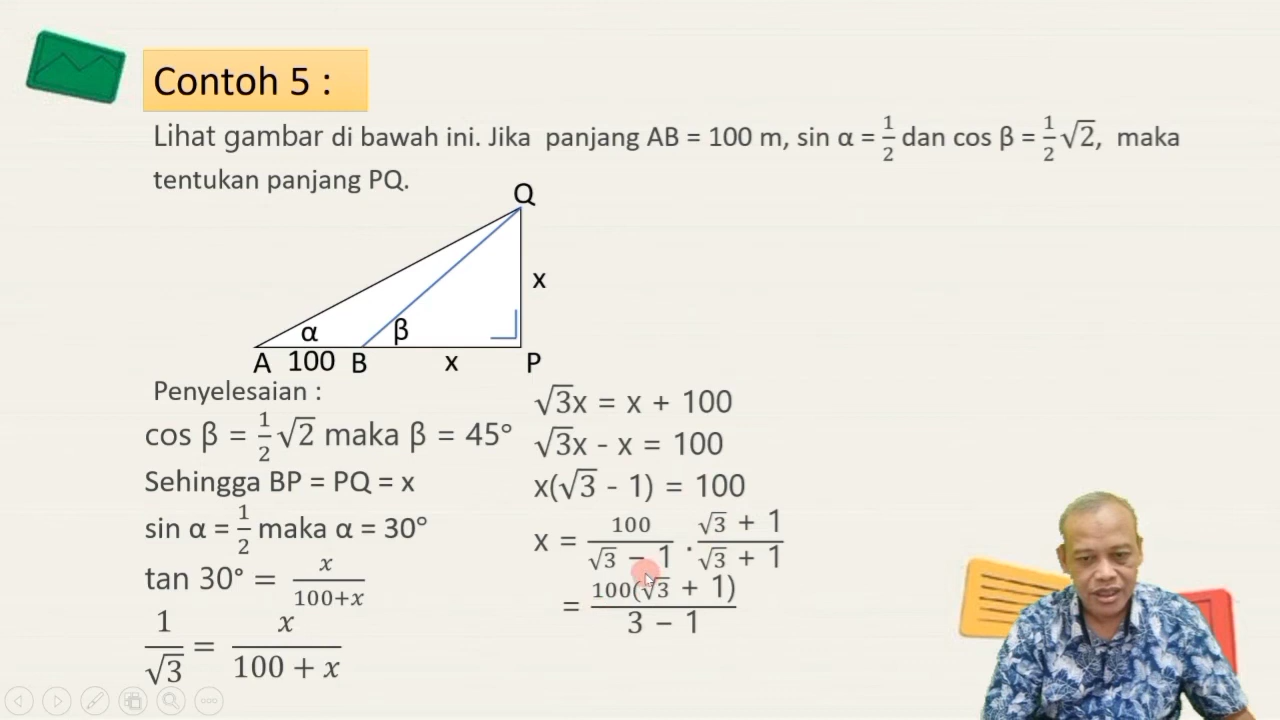 Contoh 5 :
Lihat gambar di bawah ini. Jika panjang AB = 100 m, sin α = 1/2 dan cos β = 1/2 √2, maka
tentukan panjang PQ.
Q
x
α
β
A 100 B x P
Penyelesaian :
cos β = 1/2 √2 maka β = 45°
Sehingga BP = PQ = x
sin α = 1/2 maka α = 30°
tan 30° = x/(100+x)
1/√3 = x/(100 + x)
√3x = x + 100
√3x - x = 100
x(√3 - 1) = 100
x = 100/(√3 − 1) . (√3 + 1)/(√3 + 1)
= 100(√3 + 1)/(3 − 1)